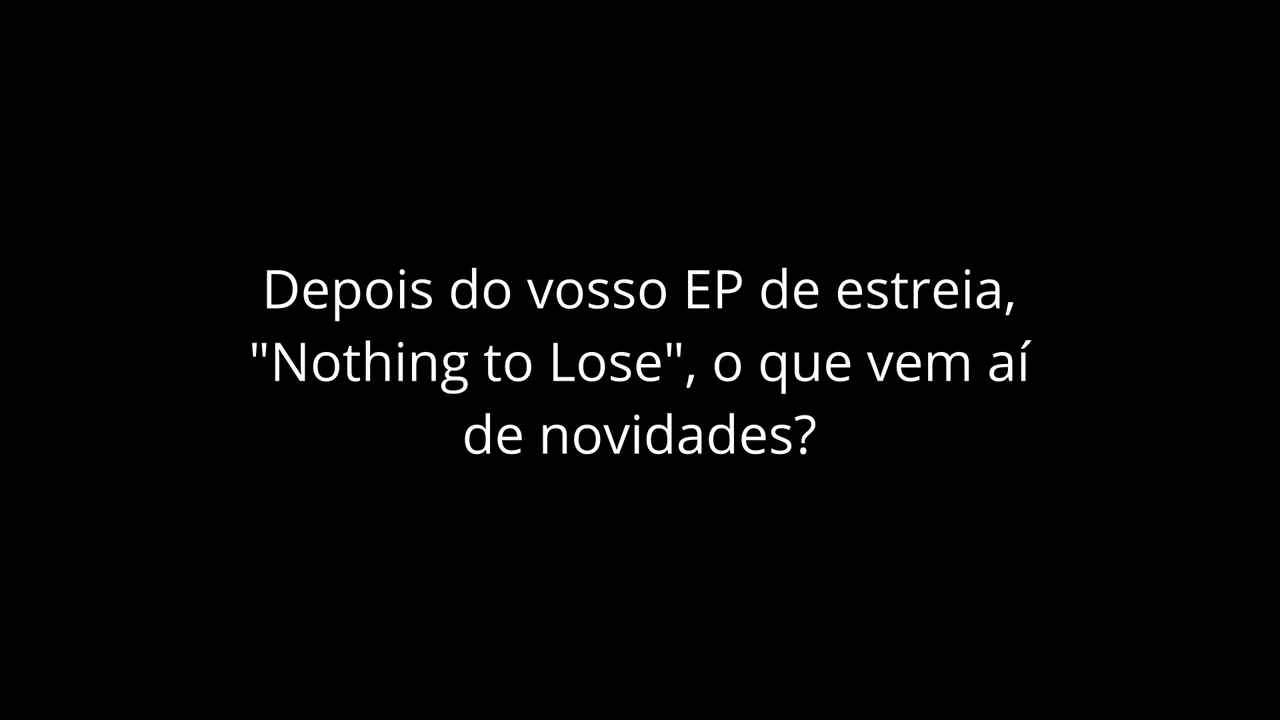 Depois do vosso EP de estreia,
"Nothing to Lose", o que vem aí
de novidades?